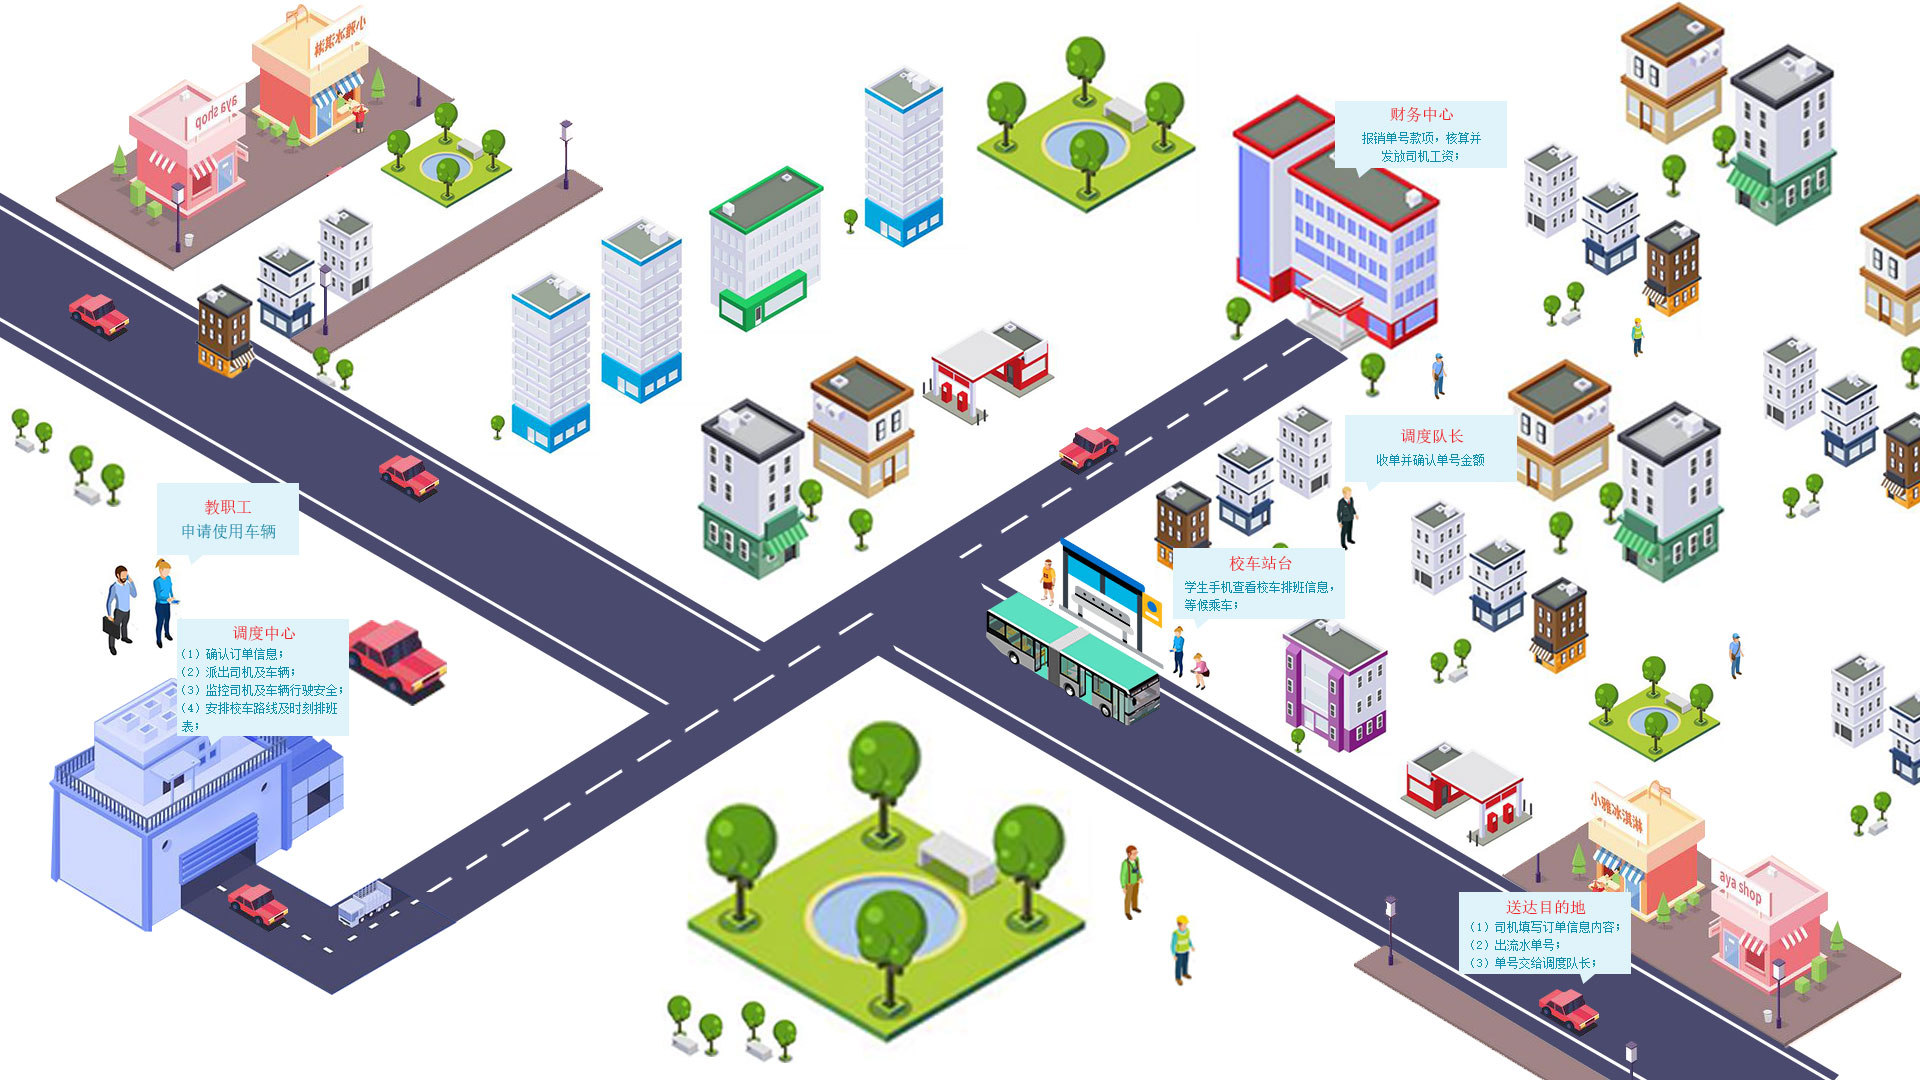 小雅冰淇淋
aya shop
财务中心
报销单号款项，核算并
发放司机工资；
调度队长
收单并确认单号金额
教职工
申请使用车辆
校车站台
学生手机查看校车排班信息，
等候乘车；
调度中心
（1）确认订单信息；
（2）派出司机及车辆；
（3）监控司机及车辆行驶安全；
（4）安排校车路线及时刻排班
表；
小雅冰淇淋
aya shop
送达目的地
（1）司机填写订单信息内容；
（2）出流水单号；
（3）单号交给调度队长；